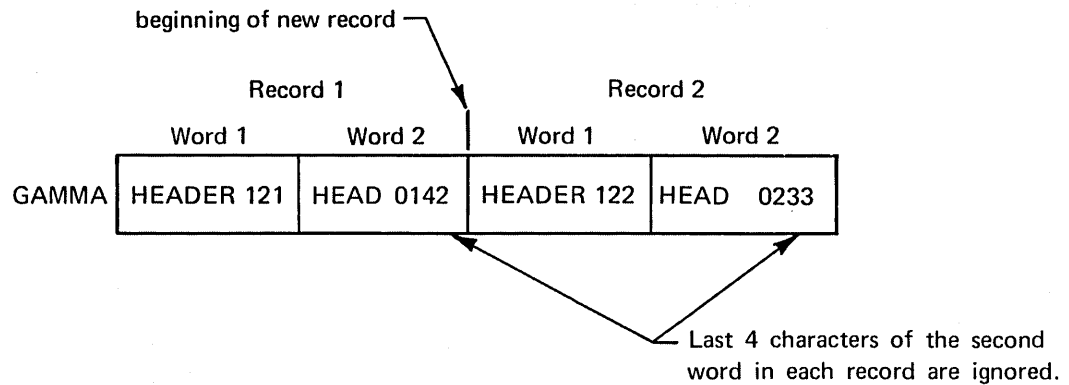 beginning of new record
Record 1 Record 2
Word 1 Word 2 Word 1 Word 2
GAMMA HEADER 121 HEAD 0142 HEADER 122 HEAD 0233
Last 4 characters of the second
word in each record are ignored.